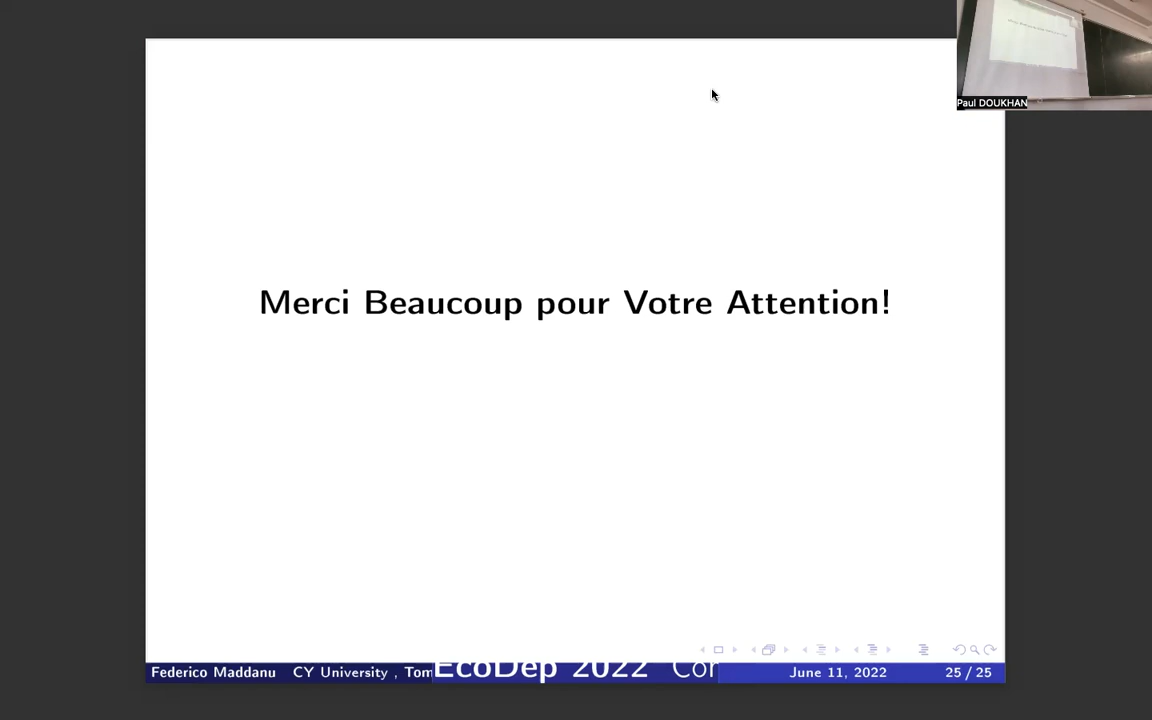 Paul DOUKHAN
Merci Beaucoup pour Votre Attention!
Federico Maddanu CY University , Tom
EcoDep 2022 Con
June 11, 2022
25 / 25